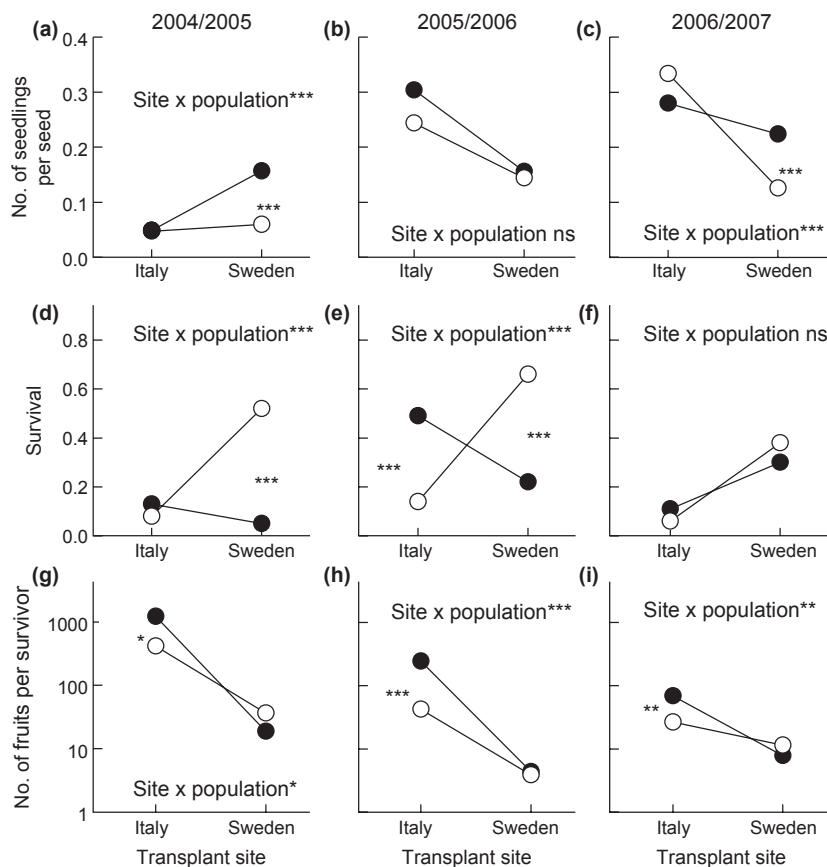 2004/2005 2005/2006 2006/2007
(a) (b) (c)
No. of seedlings
per seed
0.4
0.3
0.2
0.1
0.0
Site x population***
***
Italy Sweden
Site x population ns
Italy Sweden
***
Site x population***
Italy Sweden
(d) (e) (f)
Survival
0.8
0.6
0.4
0.2
0.0
Site x population***
***
Italy Sweden
Site x population***
***
***
Italy Sweden
Site x population ns
Italy Sweden
(g) (h) (i)
No. of fruits per survivor
1000
100
10
1
*
Site x population*
Italy Sweden
Transplant site
Site x population***
***
Italy Sweden
Transplant site
Site x population**
**
Italy Sweden
Transplant site